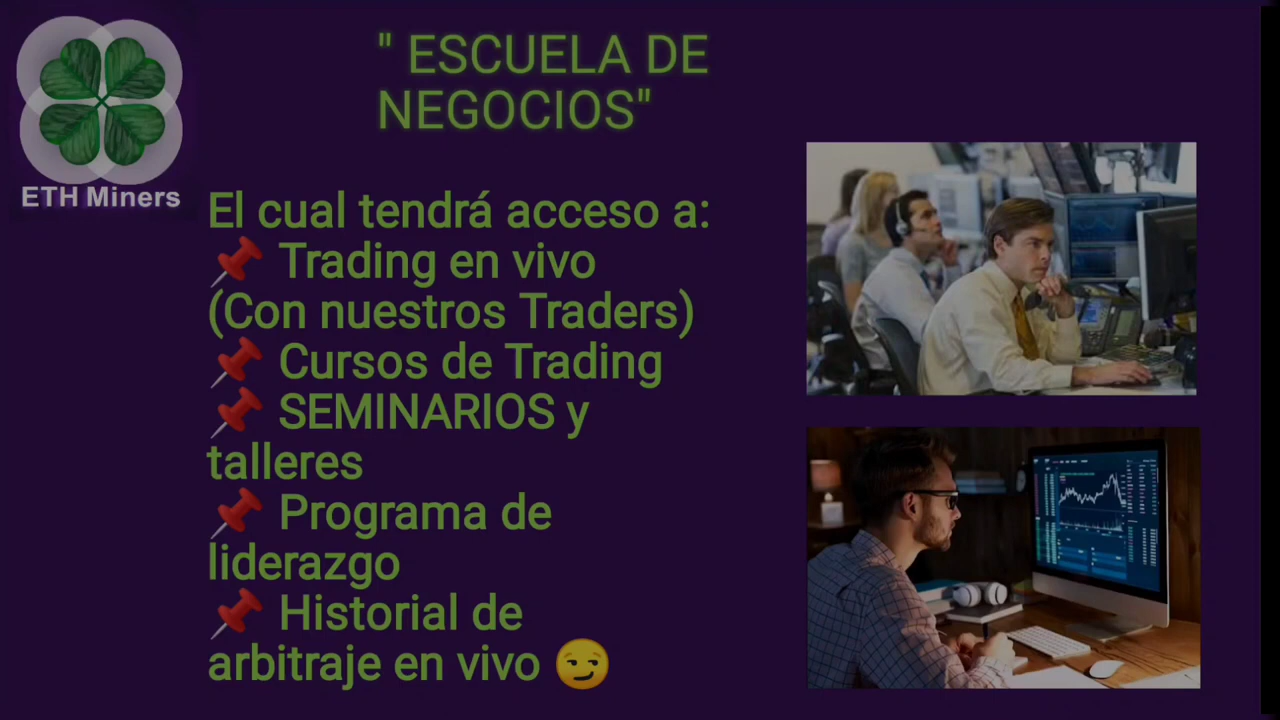 " ESCUELA DE
NEGOCIOS"
ETH Miners
El cual tendrá acceso a:
📌 Trading en vivo
(Con nuestros Traders)
📌 Cursos de Trading
📌 SEMINARIOS y
talleres
📌 Programa de
liderazgo
📌 Historial de
arbitraje en vivo 😏